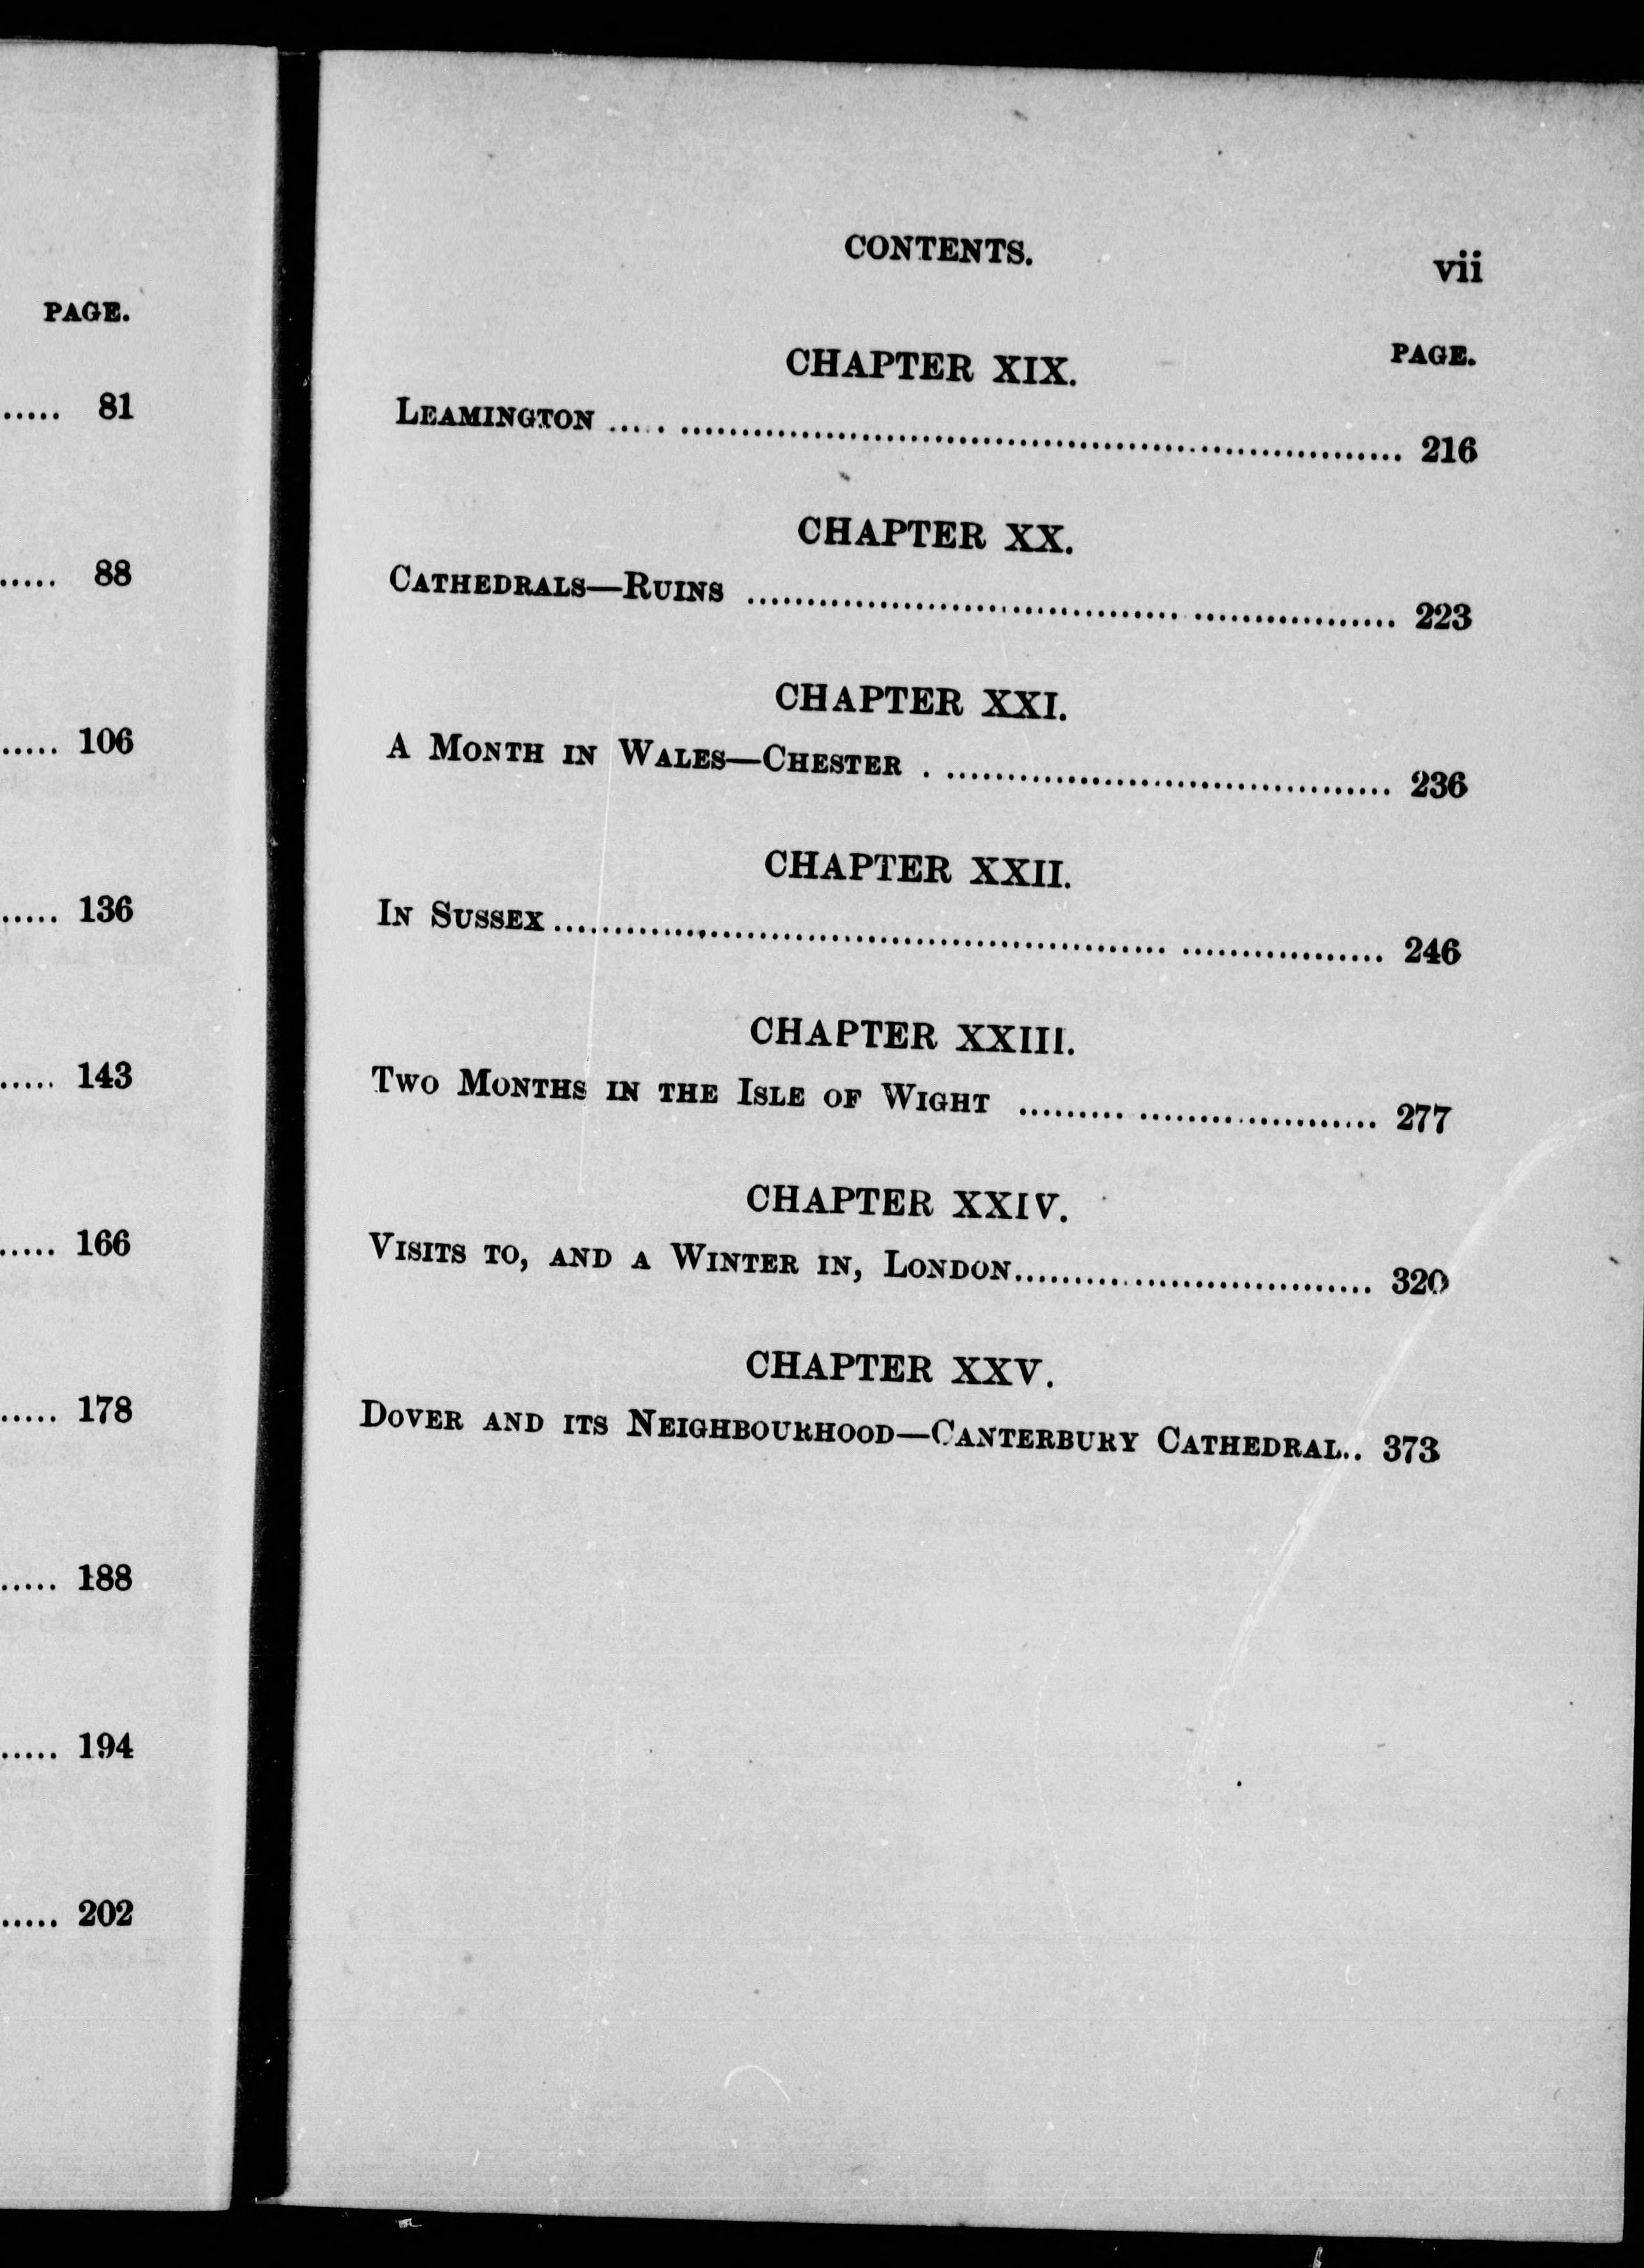 PAGE.
..... 81
..... 88
..... 106
..... 136
..... 143
..... 166
..... 178
..... 188
..... 194
..... 202
CONTENTS. vii
PAGE.
CHAPTER XIX.
LEAMINGTON ..... ............................................................ 216
CHAPTER XX.
CATHEDRALS—RUINS ...................................... ................. 223
CHAPTER XXI.
A MONTH IN WALES—CHESTER . ...................................... 236
CHAPTER XXII.
IN SUSSEX.................................................... ................. 246
CHAPTER XXIII.
TWO MONTHS IN THE ISLE OF WIGHT ......... .................... 277
CHAPTER XXIV.
VISITS TO, AND A WINTER IN, LONDON.............................. 320
CHAPTER XXV.
DOVER AND ITS NEIGHBOURHOOD—CANTERBURY CATHEDRAL.. 373